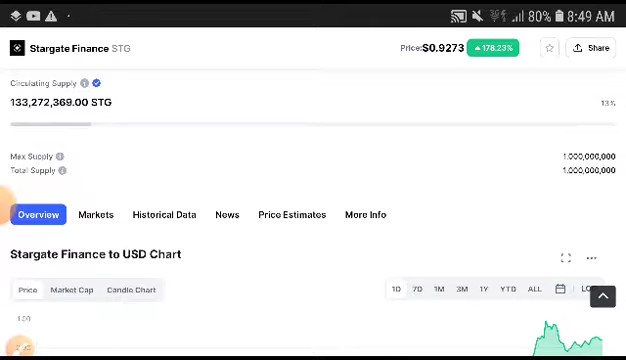 80% 8:49 AM
Stargate Finance STG
Price: $0.9273 ▲ 178.23% Share
Circulating Supply
133,272,369.00 STG 13%
Max Supply 1,000,000,000
Total Supply 1,000,000,000
Overview Markets Historical Data News Price Estimates More Info
Stargate Finance to USD Chart
Price Market Cap Candle Chart 1D 7D 1M 3M 1Y YTD ALL
1.00